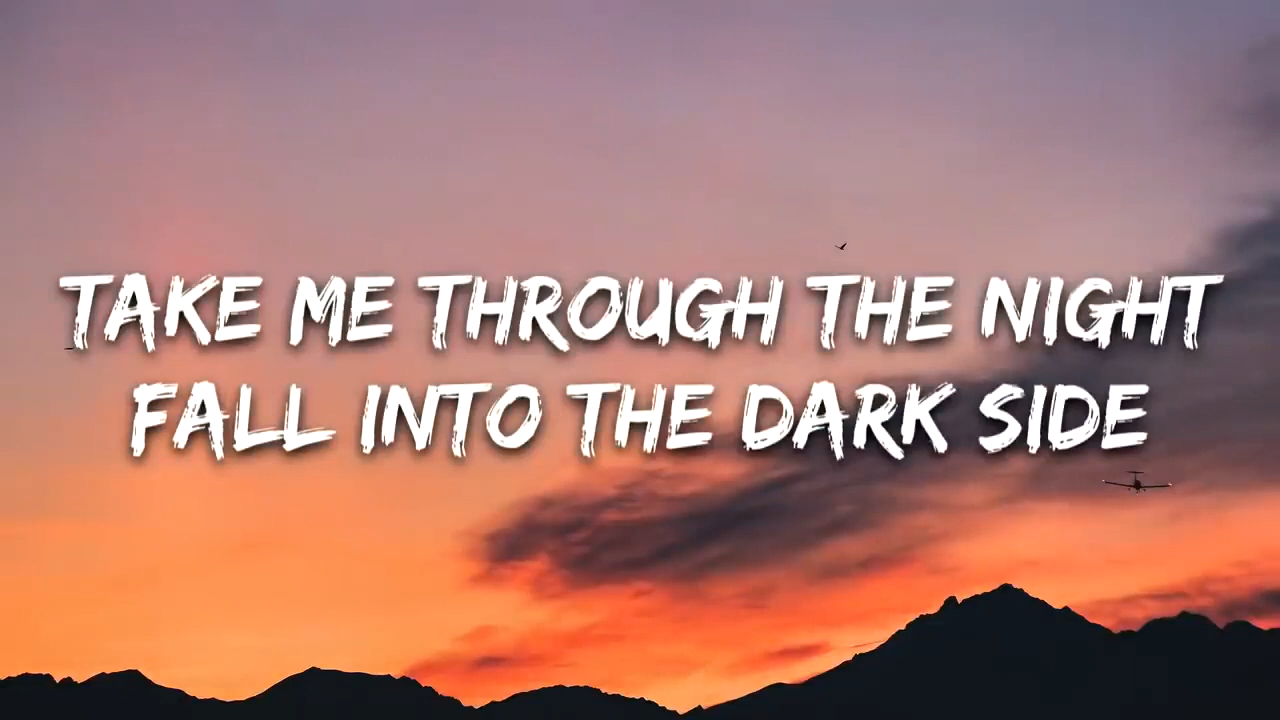 TAKE ME THROUGH THE NIGHT
FALL INTO THE DARK SIDE